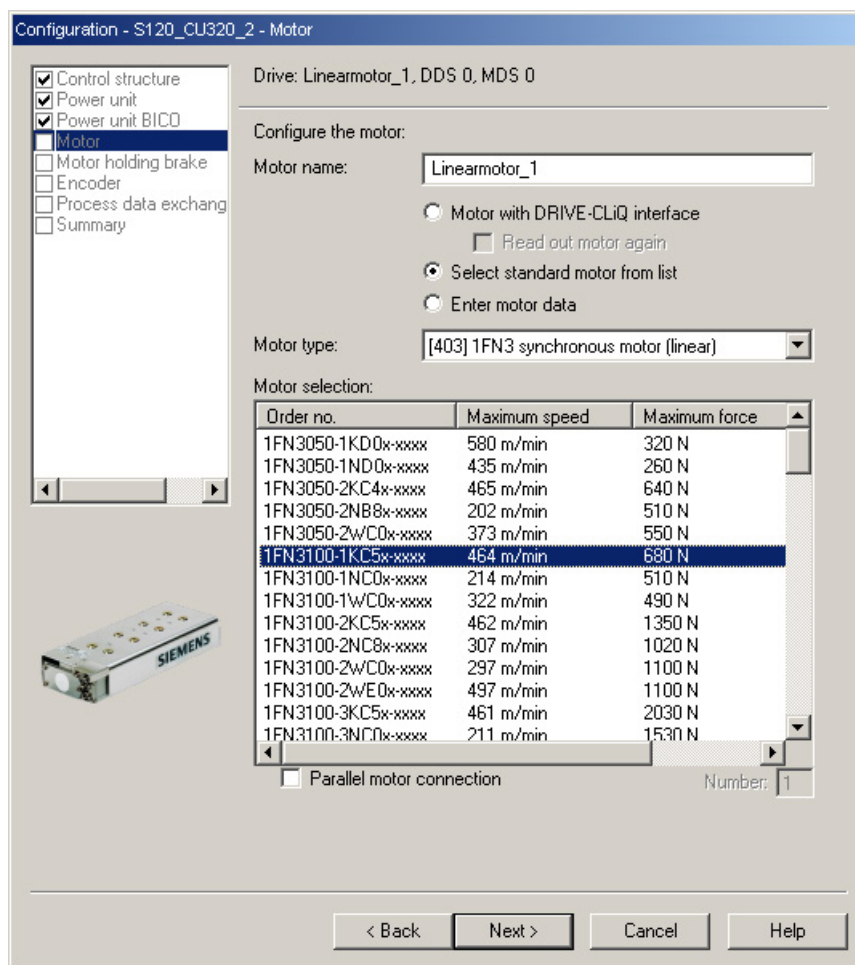 Configuration - S120_CU320_2 - Motor
Control structure
Power unit
Power unit BICO
Motor
Motor holding brake
Encoder
Process data exchang
Summary
Drive: Linearmotor_1, DDS 0, MDS 0
Configure the motor:
Motor name: Linearmotor_1
Motor with DRIVE-CLiQ interface
Read out motor again
Select standard motor from list
Enter motor data
Motor type: [403] 1FN3 synchronous motor (linear)
Motor selection:
Order no. Maximum speed Maximum force
1FN3050-1KD0x-xxxx 580 m/min 320 N
1FN3050-1ND0x-xxxx 435 m/min 260 N
1FN3050-2KC4x-xxxx 465 m/min 640 N
1FN3050-2NB8x-xxxx 202 m/min 510 N
1FN3050-2WC0x-xxxx 373 m/min 550 N
1FN3100-1KC5x-xxxx 464 m/min 680 N
1FN3100-1NC0x-xxxx 214 m/min 510 N
1FN3100-1WC0x-xxxx 322 m/min 490 N
1FN3100-2KC5x-xxxx 462 m/min 1350 N
1FN3100-2NC8x-xxxx 307 m/min 1020 N
1FN3100-2WC0x-xxxx 297 m/min 1100 N
1FN3100-2WE0x-xxxx 497 m/min 1100 N
1FN3100-3KC5x-xxxx 461 m/min 2030 N
1FN3100-3NC0x-xxxx 211 m/min 1530 N
SIEMENS
Parallel motor connection Number: 1
< Back Next > Cancel Help